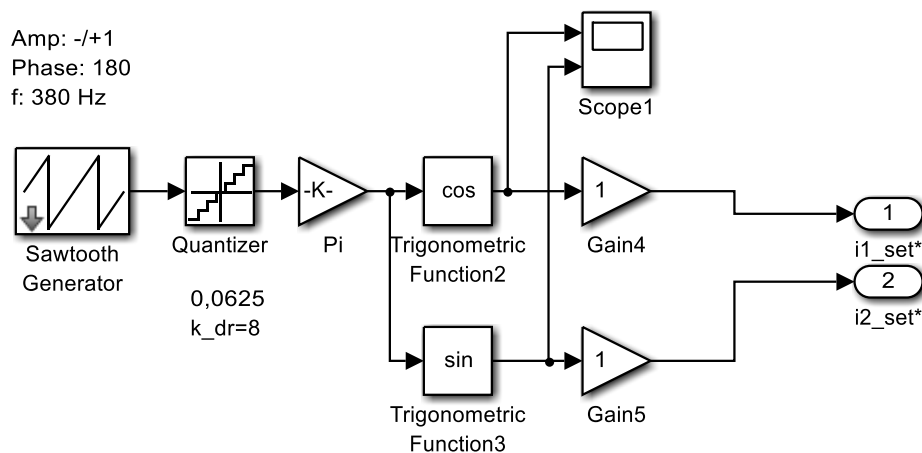 Amp: -/+1
Phase: 180
f: 380 Hz
Scope1
Sawtooth
Generator
Quantizer
0,0625
k_dr=8
-K-
Pi
cos
Trigonometric
Function2
1
Gain4
1
i1_set*
2
i2_set*
sin
Trigonometric
Function3
1
Gain5